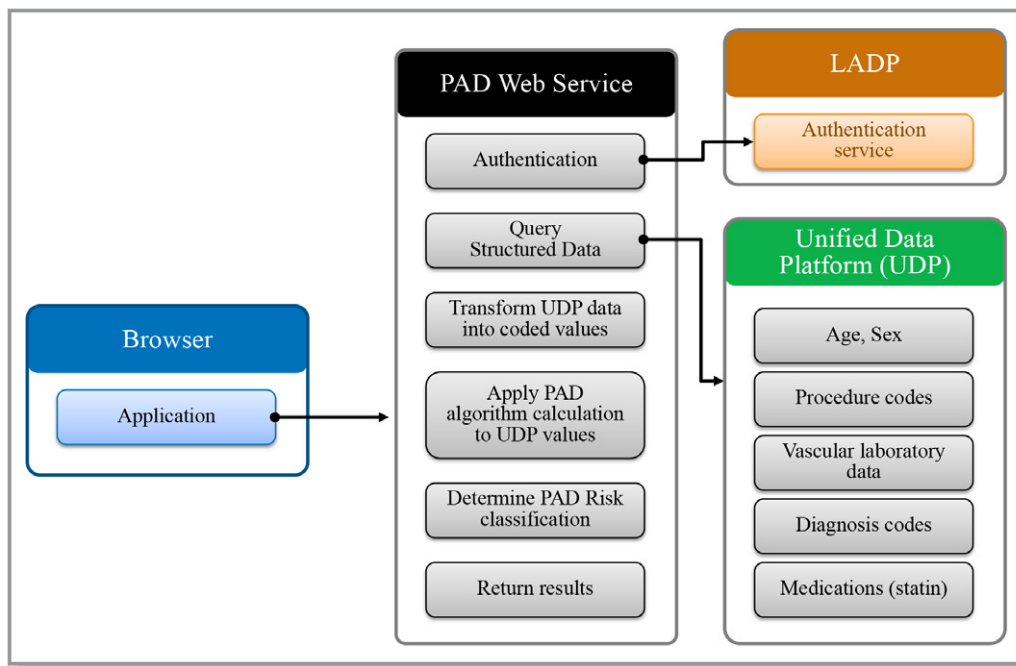 Browser
Application
PAD Web Service
Authentication
Query
Structured Data
Transform UDP data
into coded values
Apply PAD
algorithm calculation
to UDP values
Determine PAD Risk
classification
Return results
LADP
Authentication
service
Unified Data
Platform (UDP)
Age, Sex
Procedure codes
Vascular laboratory
data
Diagnosis codes
Medications (statin)